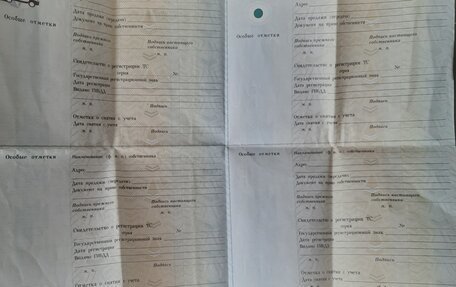 Особые отметки
Дата продажи (передачи)
Документ на право собственности
Подпись прежнего собственника
Подпись настоящего собственника
М. П.
М. П.
Свидетельство о регистрации ТС
серия №
Государственный регистрационный знак
Дата регистрации
Выдано ГИБДД
М. П.
Подпись
Отметка о снятии с учета
Дата снятия с учета
М. П.
Подпись
Особые отметки
Адрес
Дата продажи (передачи)
Документ на право собственности
Подпись прежнего собственника
Подпись настоящего собственника
М. П.
М. П.
Свидетельство о регистрации ТС
серия №
Государственный регистрационный знак
Дата регистрации
Выдано ГИБДД
М. П.
Подпись
Отметка о снятии с учета
Дата снятия с учета
М. П.
Подпись
Особые отметки
Наименование (ф. и. о.) собственника
Адрес
Дата продажи (передачи)
Документ на право собственности
Подпись прежнего собственника
Подпись настоящего собственника
М. П.
М. П.
Свидетельство о регистрации ТС
серия №
Государственный регистрационный знак
Дата регистрации
Выдано ГИБДД
М. П.
Подпись
Отметка о снятии с учета
Дата снятия с учета
Особые отметки
Наименование (ф. и. о.) собственника
Адрес
Дата продажи (передачи)
Документ на право собственности
Подпись прежнего собственника
Подпись настоящего собственника
М. П.
М. П.
Свидетельство о регистрации ТС
серия №
Государственный регистрационный знак
Дата регистрации
Выдано ГИБДД
М. П.
Подпись
Отметка о снятии с учета
Дата снятия с учета